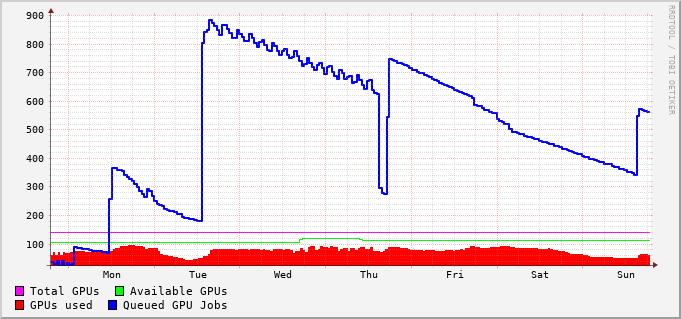 900
800
700
600
500
400
300
200
100
Mon Tue Wed Thu Fri Sat Sun
Total GPUs Available GPUs
GPUs used Queued GPU Jobs
RRDTOOL / TOBI OETIKER